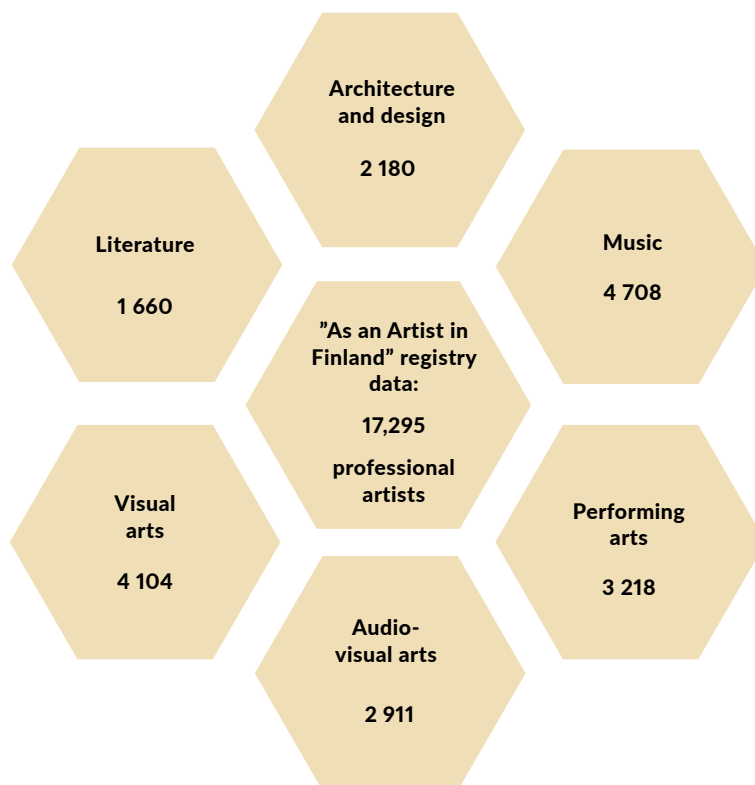 Architecture
and design
2 180
Literature
1 660
Music
4 708
”As an Artist in
Finland” registry
data:
17,295
professional
artists
Visual
arts
4 104
Performing
arts
3 218
Audio-
visual arts
2 911